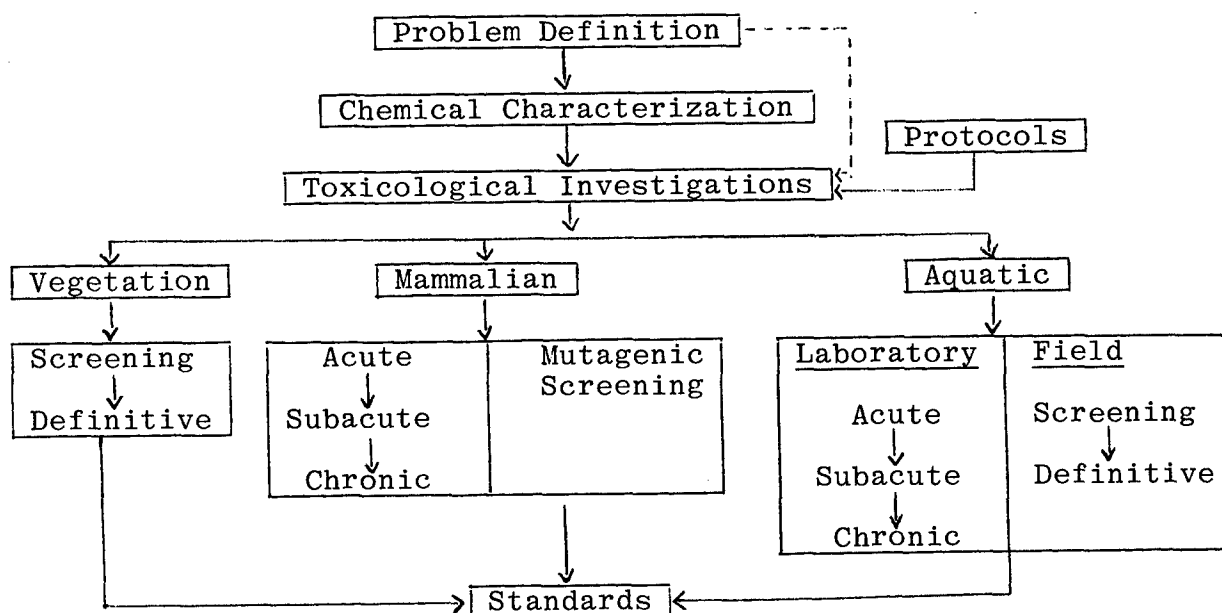 Problem Definition
Chemical Characterization
Protocols
Toxicological Investigations
Vegetation
Mammalian
Aquatic
Screening
Definitive
Acute
Subacute
Chronic
Mutagenic
Screening
Laboratory
Acute
Subacute
Chronic
Field
Screening
Definitive
Standards